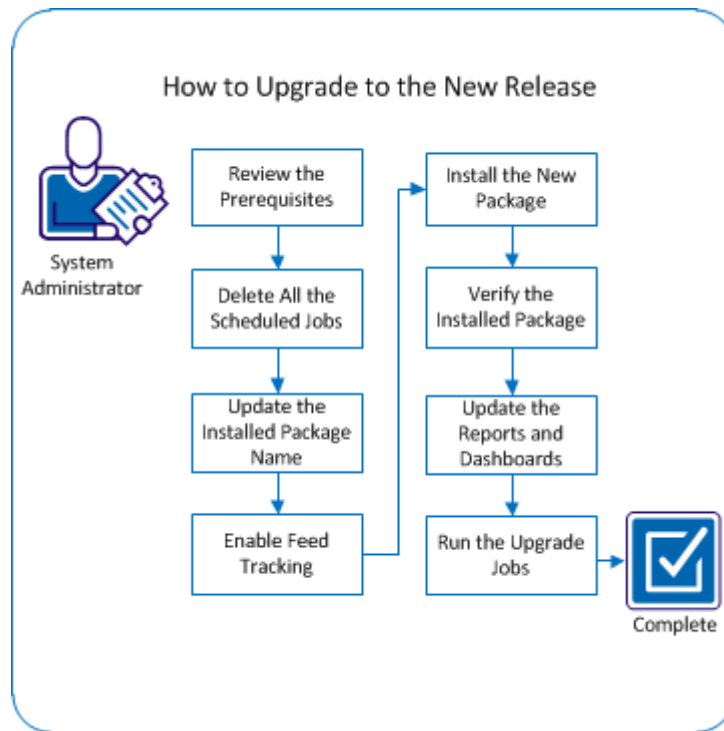 How to Upgrade to the New Release
System
Administrator
Review the
Prerequisites
Delete All the
Scheduled Jobs
Update the
Installed Package
Name
Enable Feed
Tracking
Install the New
Package
Verify the
Installed Package
Update the
Reports and
Dashboards
Run the Upgrade
Jobs
Complete